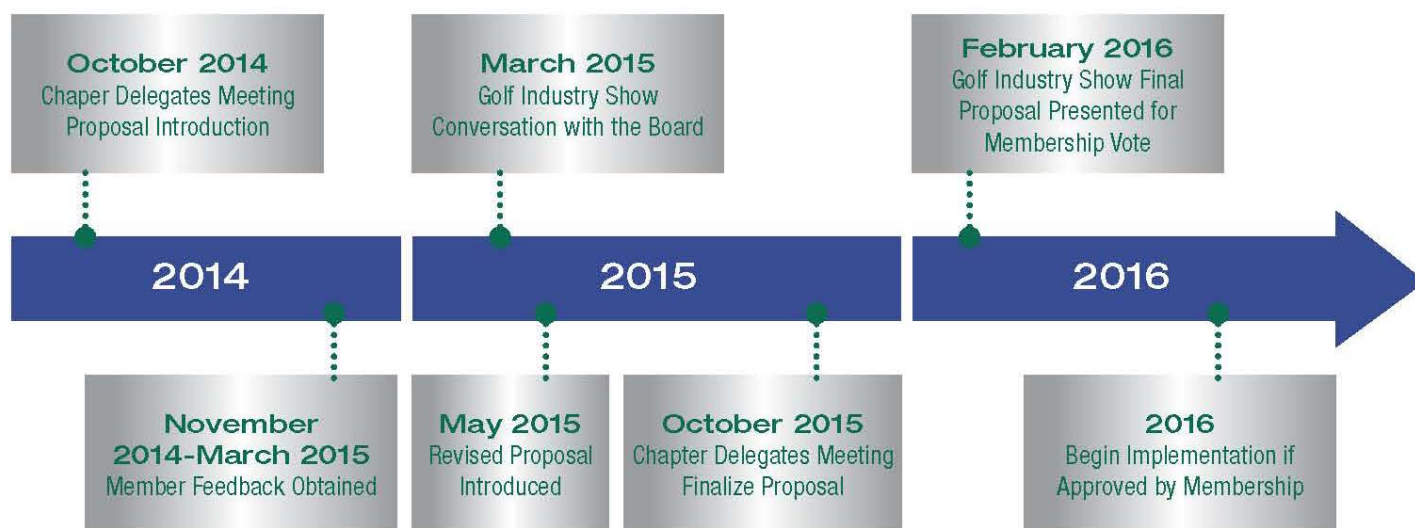 October 2014
Chaper Delegates Meeting
Proposal Introduction
March 2015
Golf Industry Show
Conversation with the Board
February 2016
Golf Industry Show Final
Proposal Presented for
Membership Vote
2014
2015
2016
November
2014-March 2015
Member Feedback Obtained
May 2015
Revised Proposal
Introduced
October 2015
Chapter Delegates Meeting
Finalize Proposal
2016
Begin Implementation if
Approved by Membership